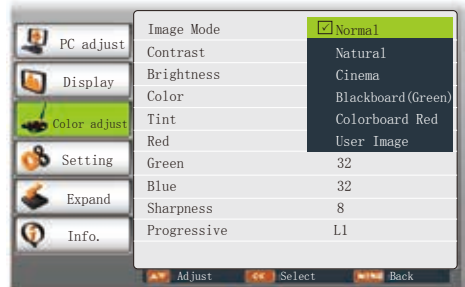 PC adjust
Display
Color adjust
Setting
Expand
Info.
Image Mode
Normal
Contrast
Natural
Brightness
Cinema
Color
Blackboard(Green)
Tint
Colorboard Red
Red
User Image
Green 32
Blue 32
Sharpness 8
Progressive L1
Adjust Select MENU Back